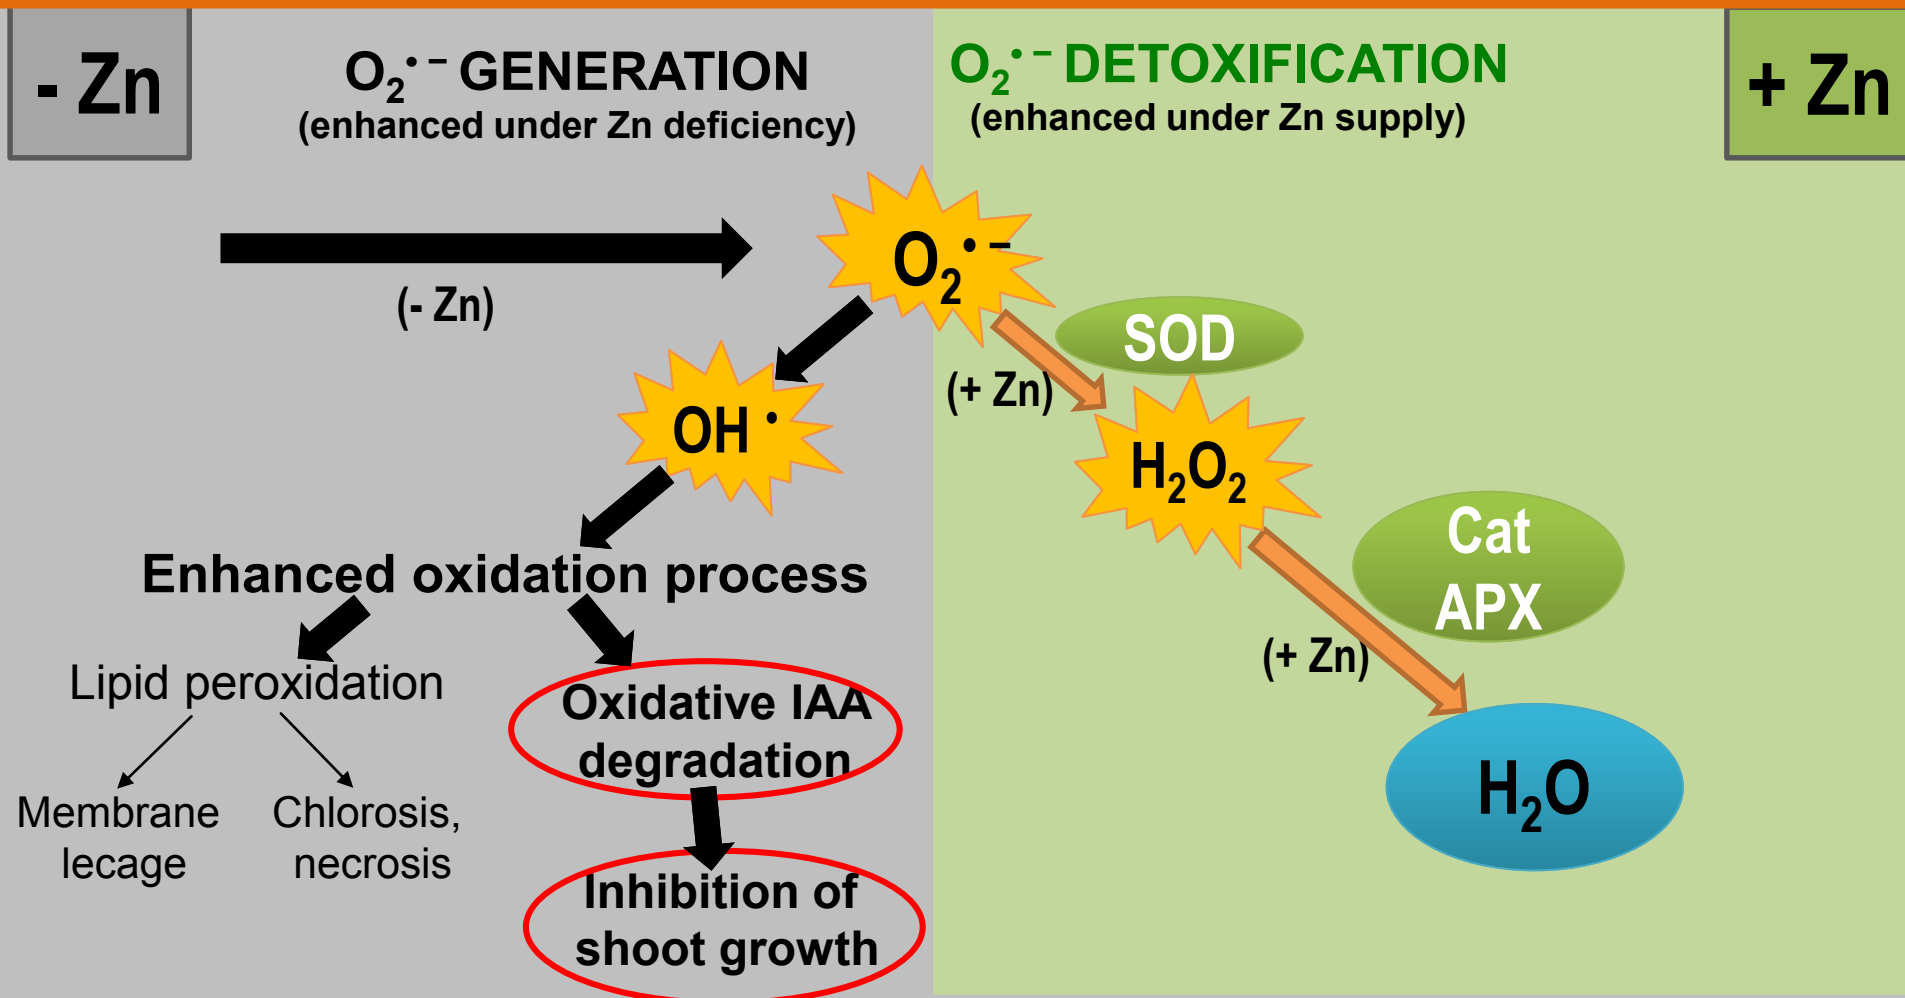 - Zn
O₂•⁻ GENERATION
(enhanced under Zn deficiency)
O₂•⁻ DETOXIFICATION
(enhanced under Zn supply)
+ Zn
(- Zn)
O₂•⁻
SOD
(+ Zn)
OH•
H₂O₂
Cat
APX
(+ Zn)
H₂O
Enhanced oxidation process
Lipid peroxidation
Membrane
lecage
Chlorosis,
necrosis
Oxidative IAA
degradation
Inhibition of
shoot growth